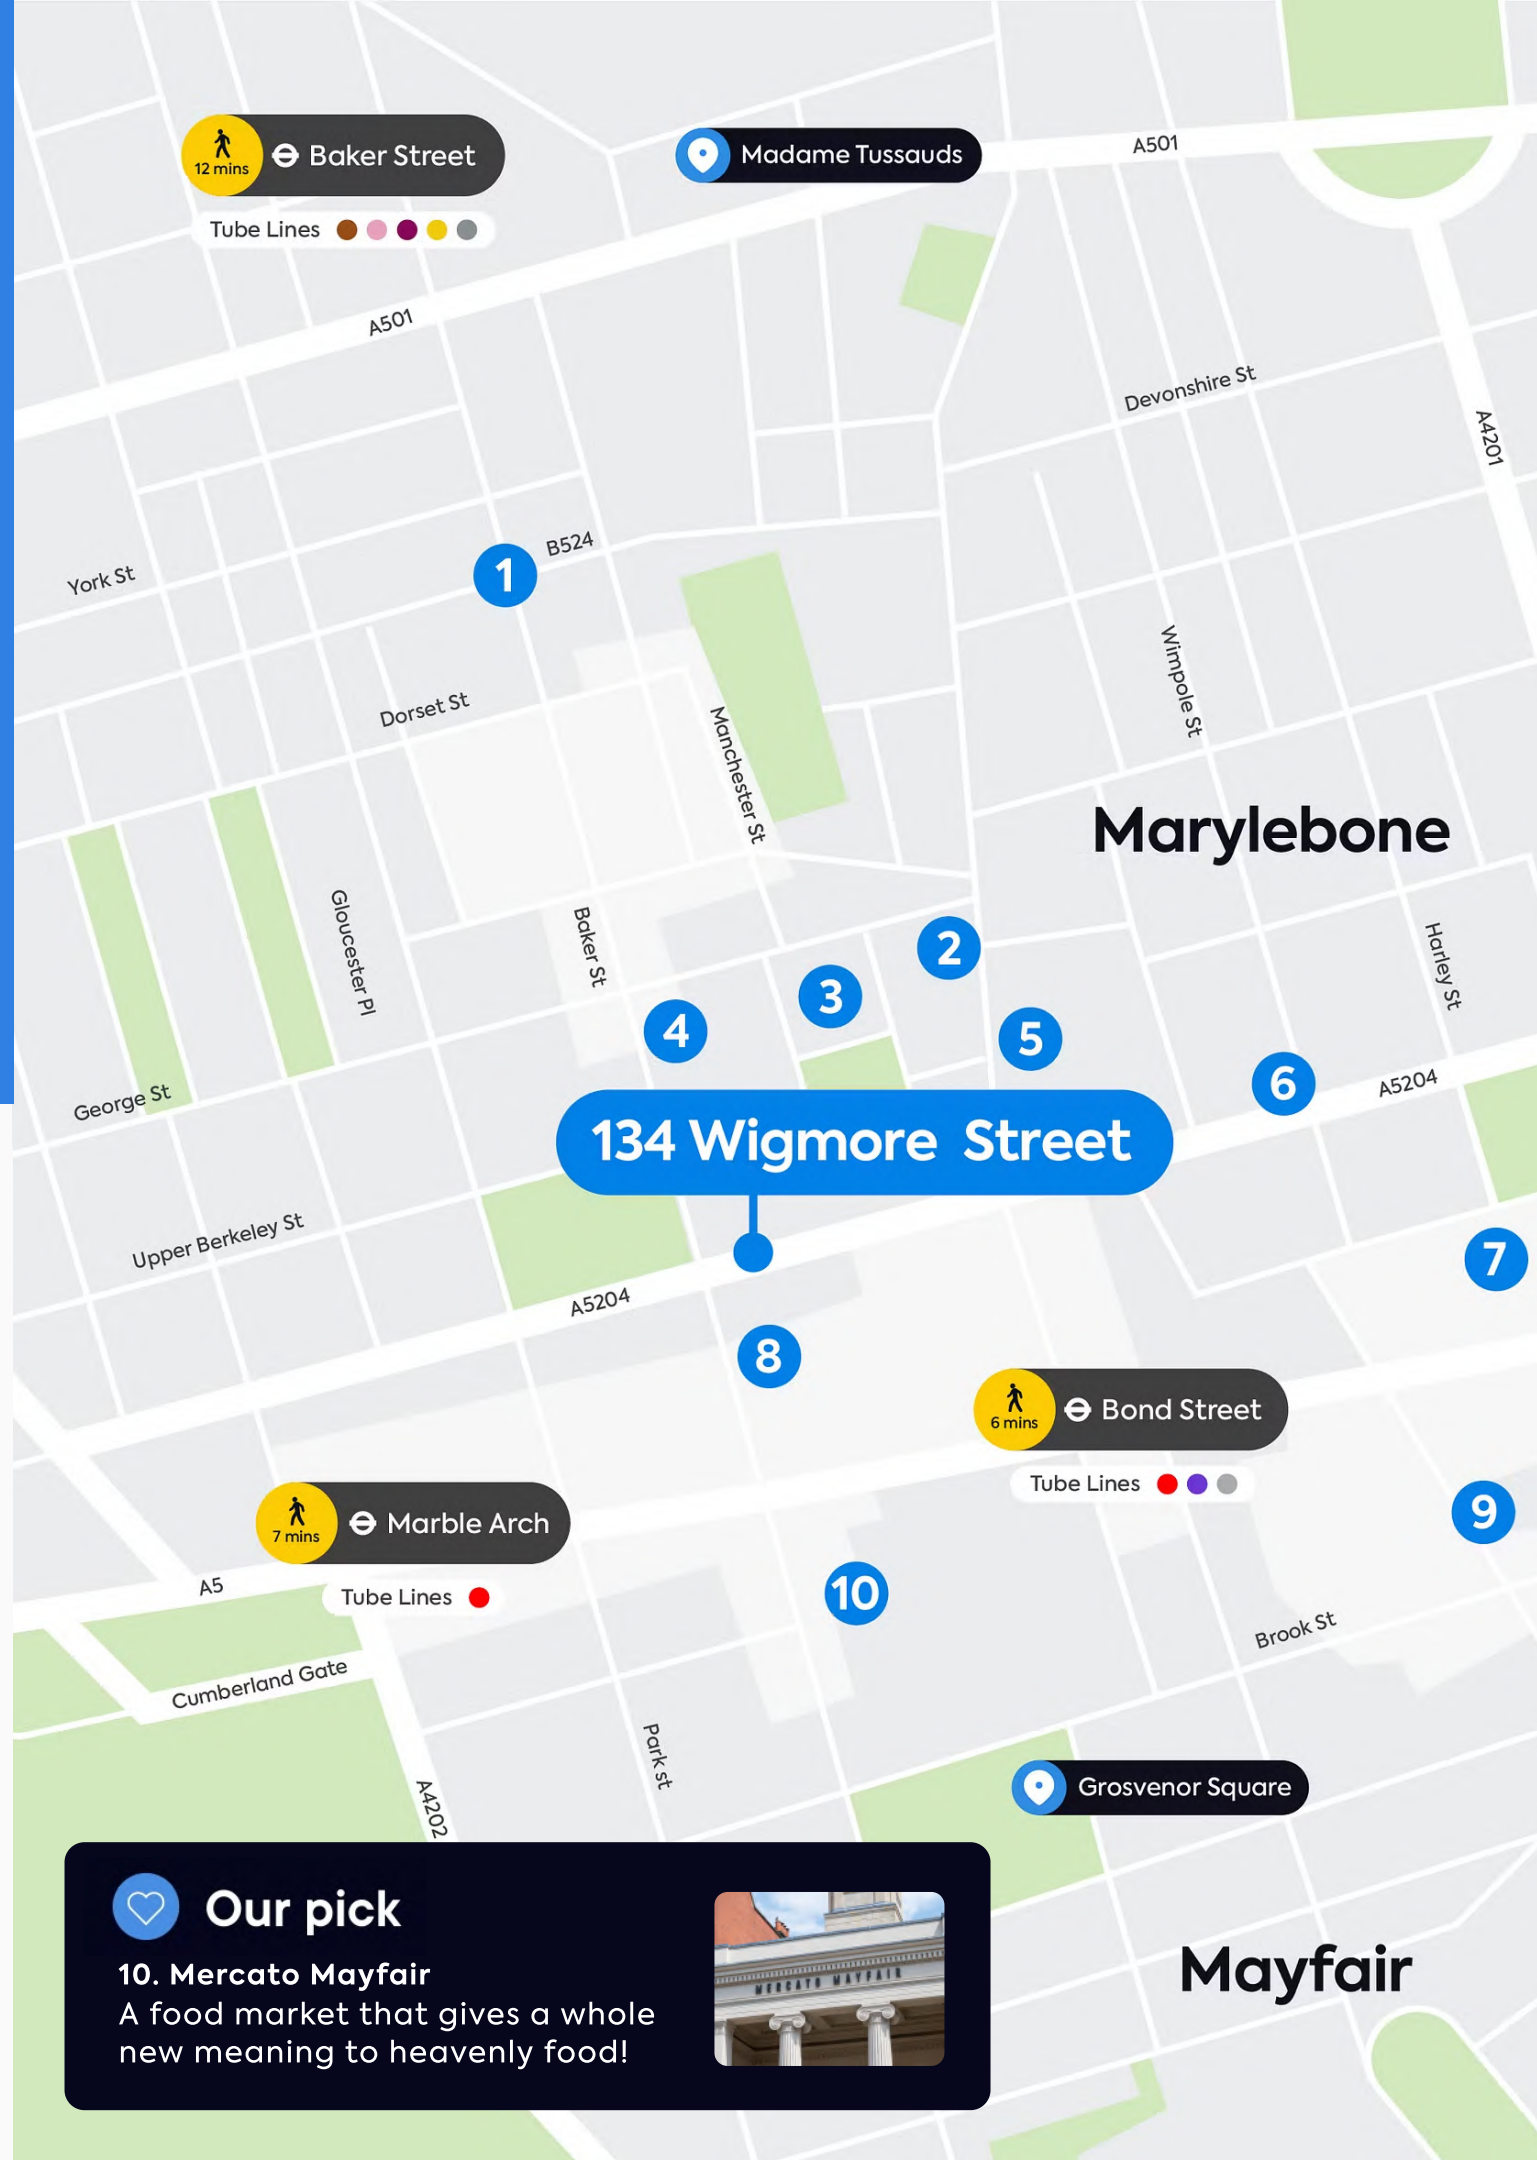 12 mins
Baker Street
Tube Lines
Madame Tussauds
A501
A501
Devonshire St
A4201
B524
York St
1
Wimpole St
Dorset St
Manchester St
Marylebone
Gloucester Pl
Baker St
2
Harley St
3
4
5
6
A5204
George St
134 Wigmore Street
Upper Berkeley St
7
A5204
8
6 mins
Bond Street
Tube Lines
7 mins
Marble Arch
9
A5
Tube Lines
10
Brook St
Cumberland Gate
Park st
A4202
Grosvenor Square
Our pick
10. Mercato Mayfair
A food market that gives a whole
new meaning to heavenly food!
MERCATO MAYFAIR
Mayfair